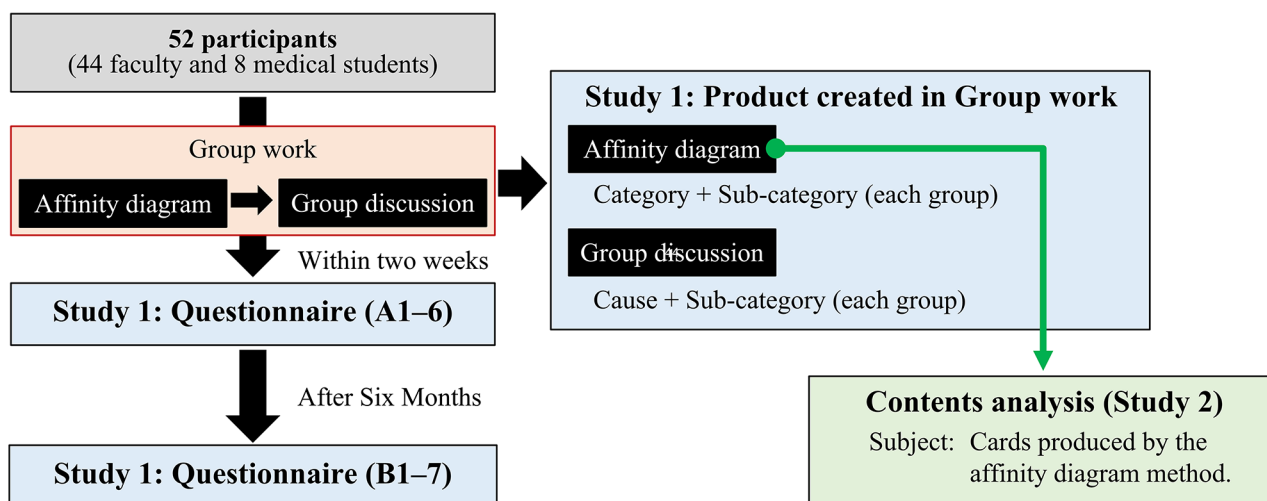 52 participants
(44 faculty and 8 medical students)
Group work
Affinity diagram
Group discussion
Within two weeks
Study 1: Questionnaire (A1–6)
After Six Months
Study 1: Questionnaire (B1–7)
Study 1: Product created in Group work
Affinity diagram
Category + Sub-category (each group)
Group discussion
44
Cause + Sub-category (each group)
Contents analysis (Study 2)
Subject: Cards produced by the
affinity diagram method.